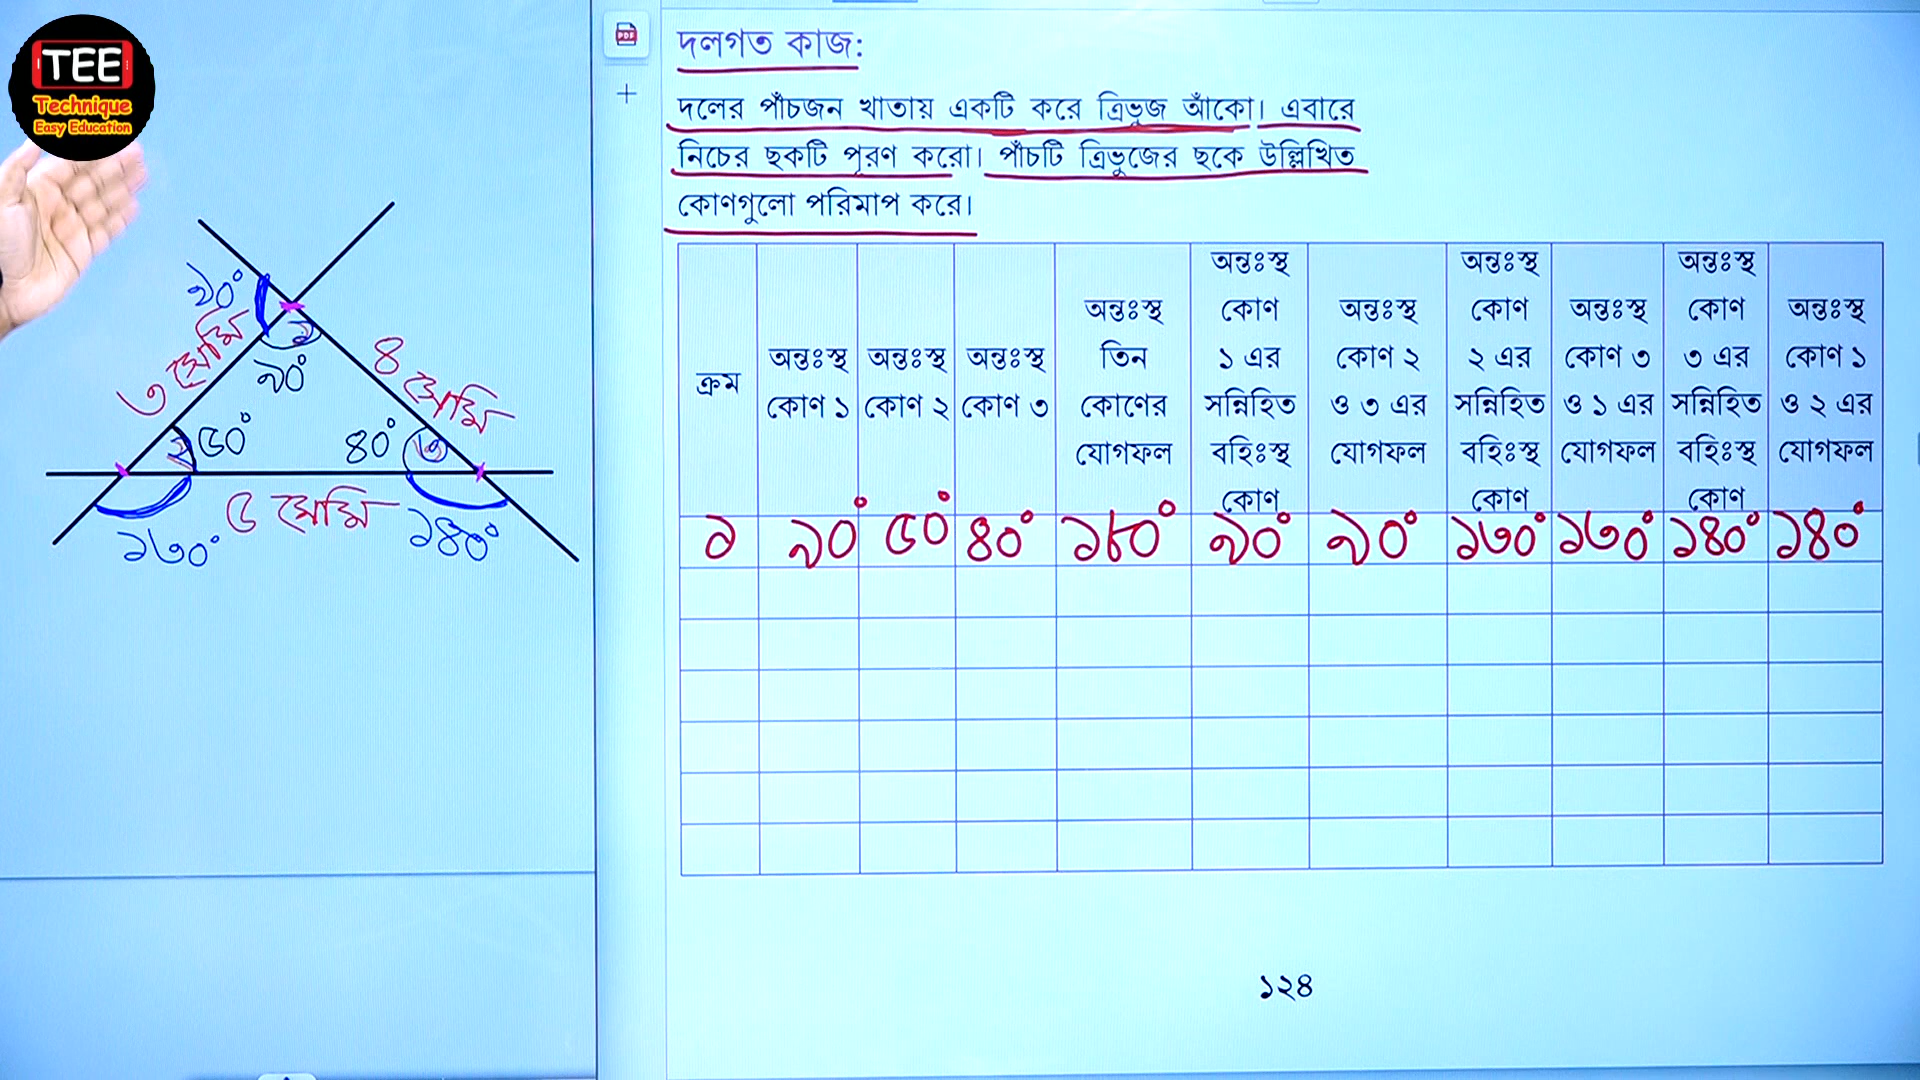 TEE
Technique
Easy Education
দলগত কাজ:
দলের পাঁচজন খাতায় একটি করে ত্রিভুজ আঁকো। এবারে
নিচের ছকটি পূরণ করো। পাঁচটি ত্রিভুজের ছকে উল্লিখিত
কোণগুলো পরিমাপ করে।
৯০°
৩ সেমি
১
৯০°
৪ সেমি
২ ৫০°
৪০° ৩
৫ সেমি
১৩০°
১৪০°
ক্রম
অন্তঃস্থ
কোণ ১
অন্তঃস্থ
কোণ ২
অন্তঃস্থ
কোণ ৩
অন্তঃস্থ
তিন
কোণের
যোগফল
অন্তঃস্থ
কোণ
১ এর
সন্নিহিত
বহিঃস্থ
কোণ
অন্তঃস্থ
কোণ ২
ও ৩ এর
যোগফল
অন্তঃস্থ
কোণ
২ এর
সন্নিহিত
বহিঃস্থ
কোণ
অন্তঃস্থ
কোণ ৩
ও ১ এর
যোগফল
অন্তঃস্থ
কোণ
৩ এর
সন্নিহিত
বহিঃস্থ
কোণ
অন্তঃস্থ
কোণ ১
ও ২ এর
যোগফল
১ ৯০° ৫০° ৪০° ১৮০° ৯০° ৯০° ১৩০° ১৩০° ১৪০° ১৪০°
১২৪
PDF